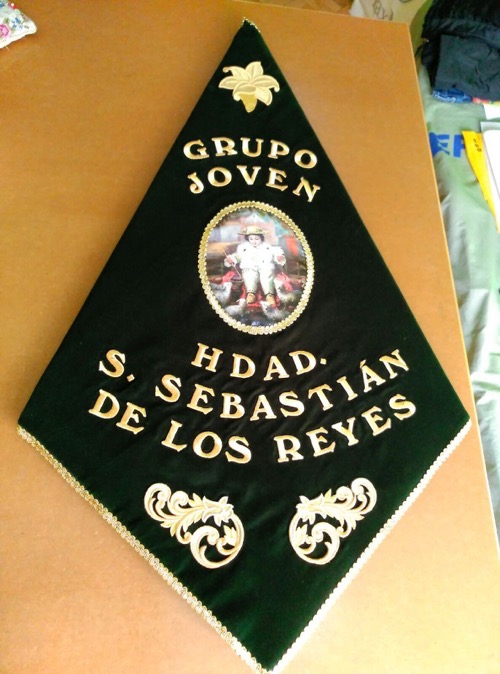 GRUPO
JOVEN
HDAD.
S. SEBASTIÁN
DE LOS REYES